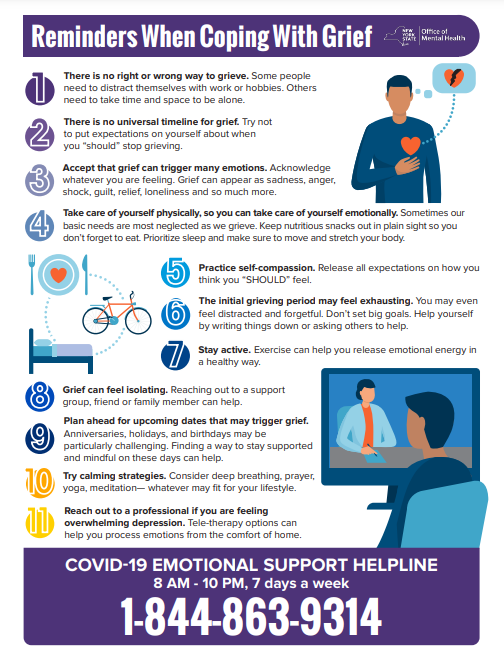 Reminders When Coping With Grief
NEW YORK STATE
Office of
Mental Health
1
There is no right or wrong way to grieve. Some people
need to distract themselves with work or hobbies. Others
need to take time and space to be alone.
2
There is no universal timeline for grief. Try not
to put expectations on yourself about when
you “should” stop grieving.
3
Accept that grief can trigger many emotions. Acknowledge
whatever you are feeling. Grief can appear as sadness, anger,
shock, guilt, relief, loneliness and so much more.
4
Take care of yourself physically, so you can take care of yourself emotionally. Sometimes our
basic needs are most neglected as we grieve. Keep nutritious snacks out in plain sight so you
don’t forget to eat. Prioritize sleep and make sure to move and stretch your body.
5
Practice self-compassion. Release all expectations on how you
think you “SHOULD” feel.
6
The initial grieving period may feel exhausting. You may even
feel distracted and forgetful. Don’t set big goals. Help yourself
by writing things down or asking others to help.
7
Stay active. Exercise can help you release emotional energy in
a healthy way.
8
Grief can feel isolating. Reaching out to a support
group, friend or family member can help.
9
Plan ahead for upcoming dates that may trigger grief.
Anniversaries, holidays, and birthdays may be
particularly challenging. Finding a way to stay supported
and mindful on these days can help.
10
Try calming strategies. Consider deep breathing, prayer,
yoga, meditation— whatever may fit for your lifestyle.
11
Reach out to a professional if you are feeling
overwhelming depression. Tele-therapy options can
help you process emotions from the comfort of home.
COVID-19 EMOTIONAL SUPPORT HELPLINE
8 AM - 10 PM, 7 days a week
1-844-863-9314